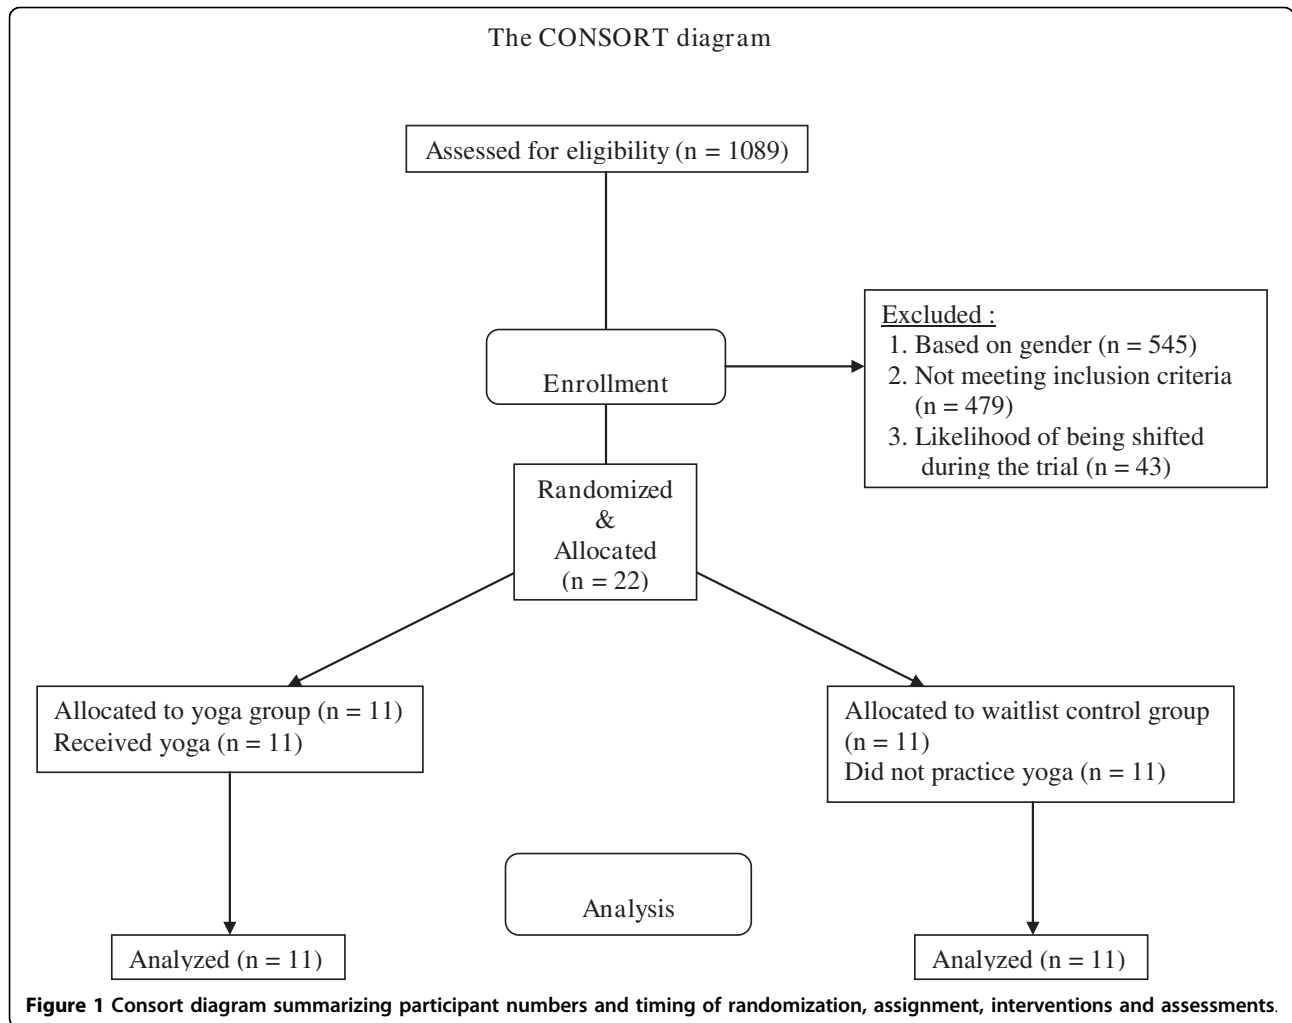 The CONSORT diagram
Assessed for eligibility (n = 1089)
Enrollment
Excluded :
1. Based on gender (n = 545)
2. Not meeting inclusion criteria
(n = 479)
3. Likelihood of being shifted
during the trial (n = 43)
Randomized
&
Allocated
(n = 22)
Allocated to yoga group (n = 11)
Received yoga (n = 11)
Allocated to waitlist control group
(n = 11)
Did not practice yoga (n = 11)
Analysis
Analyzed (n = 11)
Analyzed (n = 11)
Figure 1 Consort diagram summarizing participant numbers and timing of randomization, assignment, interventions and assessments.